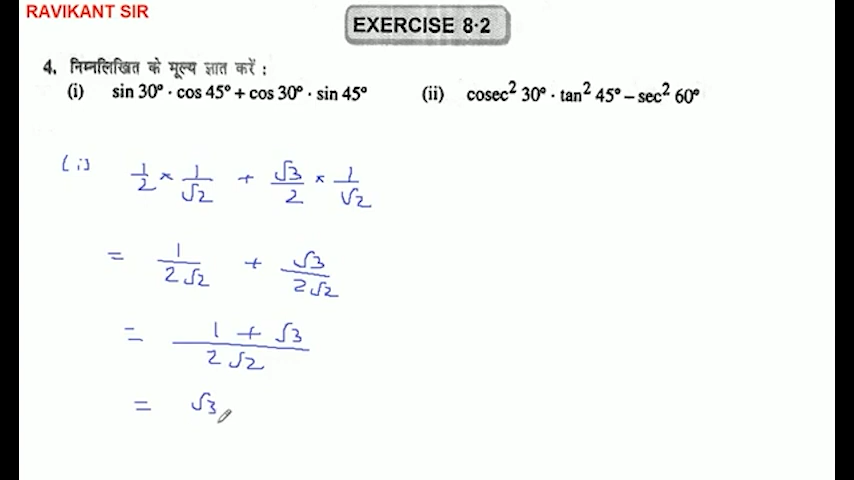 RAVIKANT SIR
EXERCISE 8·2
4. निम्नलिखित के मूल्य ज्ञात करें :
(i) sin 30° · cos 45° + cos 30° · sin 45° (ii) cosec² 30° · tan² 45° – sec² 60°
(i) 1/2 × 1/√2 + √3/2 × 1/√2
= 1/2√2 + √3/2√2
= 1 + √3/2√2
= √3